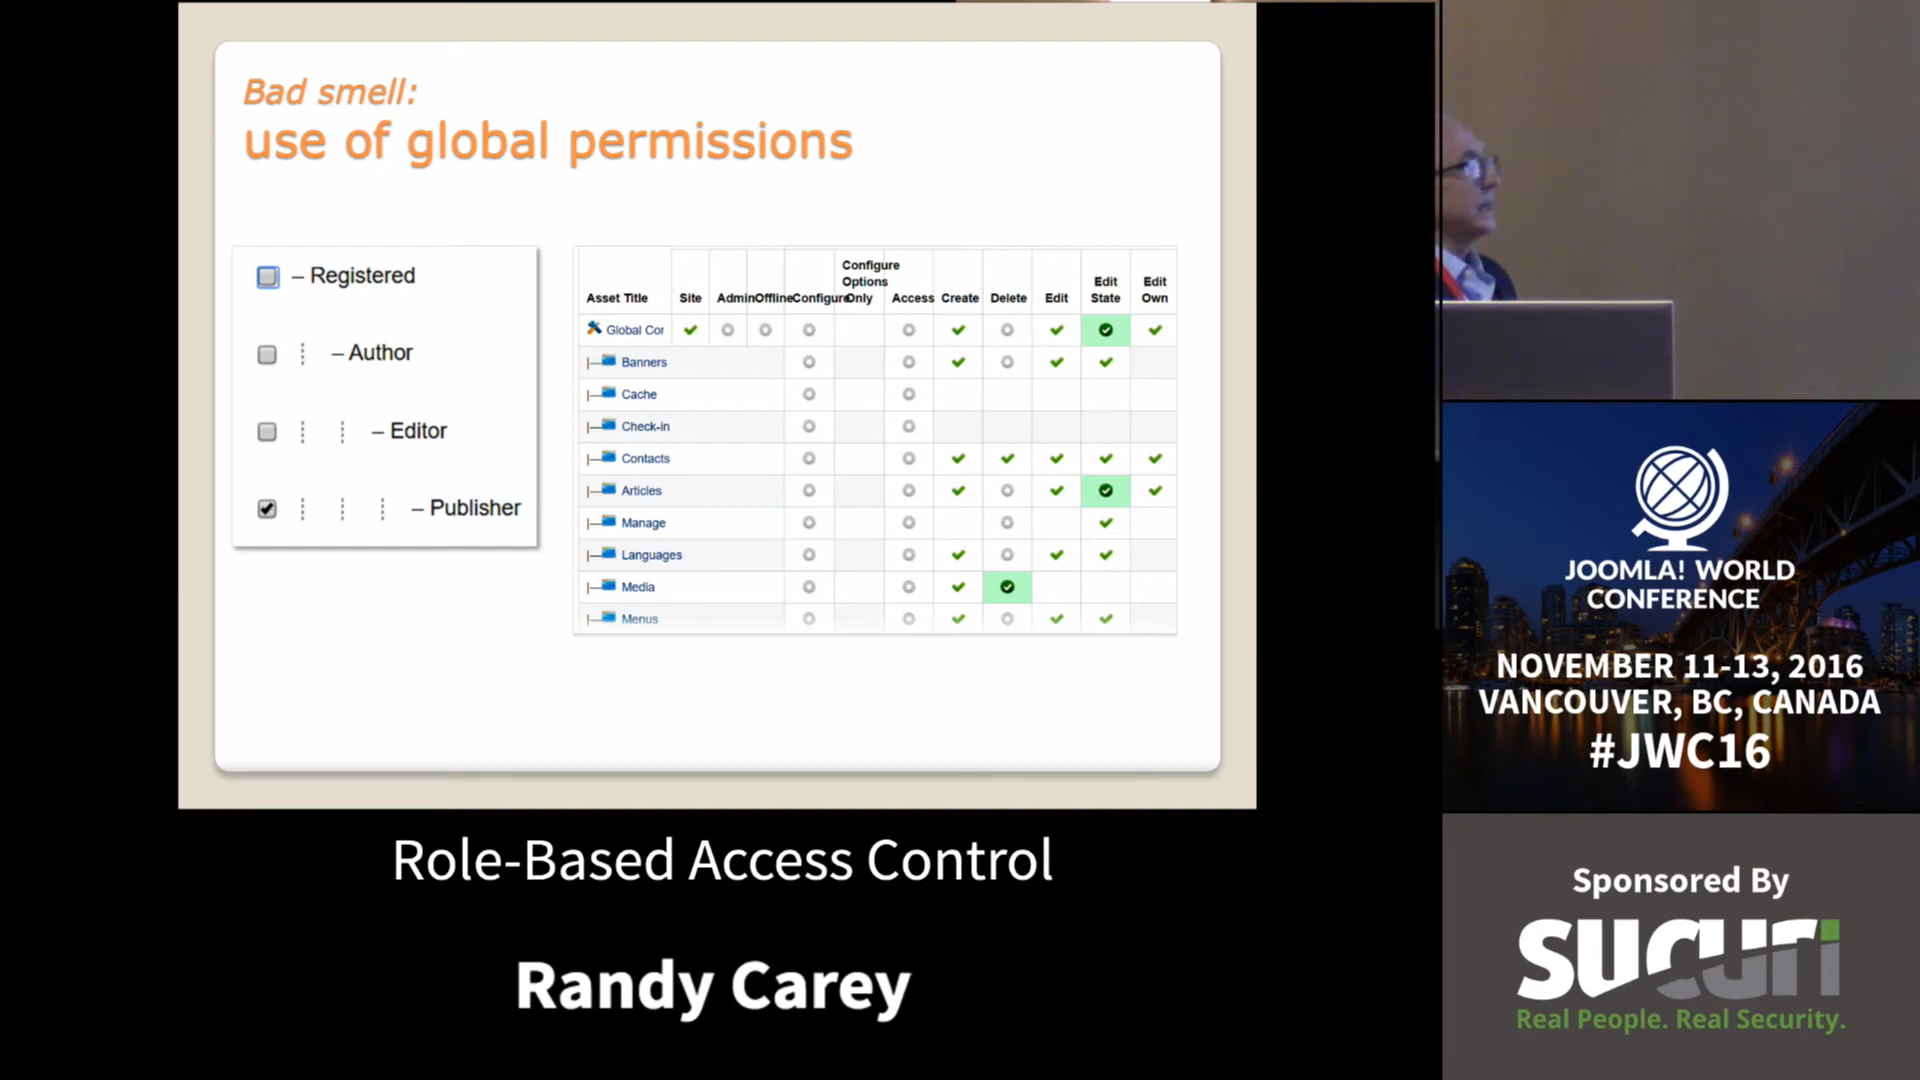 Bad smell:
use of global permissions
– Registered
– Author
– Editor
– Publisher
Asset Title Site Admin Offline Configure Configure Options Only Access Create Delete Edit Edit State Edit Own
Global Cor
Banners
Cache
Check-in
Contacts
Articles
Manage
Languages
Media
Menus
Role-Based Access Control
Randy Carey
JOOMLA! WORLD
CONFERENCE
NOVEMBER 11-13, 2016
VANCOUVER, BC, CANADA
#JWC16
Sponsored By
SUCURI
Real People. Real Security.